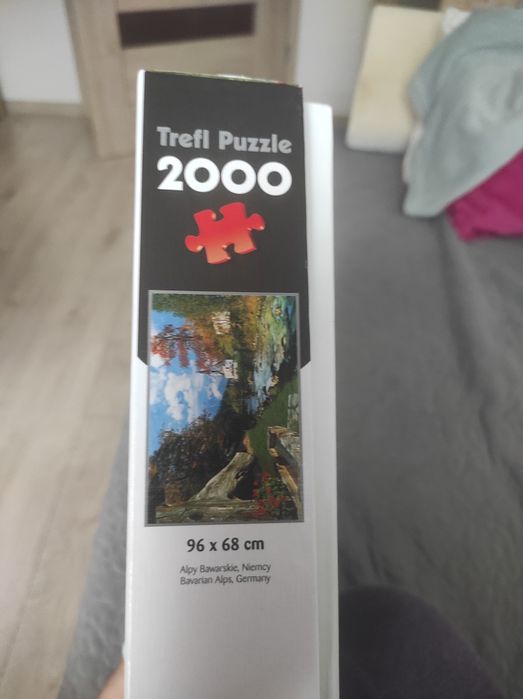 Trefl Puzzle
2000
96 x 68 cm
Alpy Bawarskie, Niemcy
Bavarian Alps, Germany